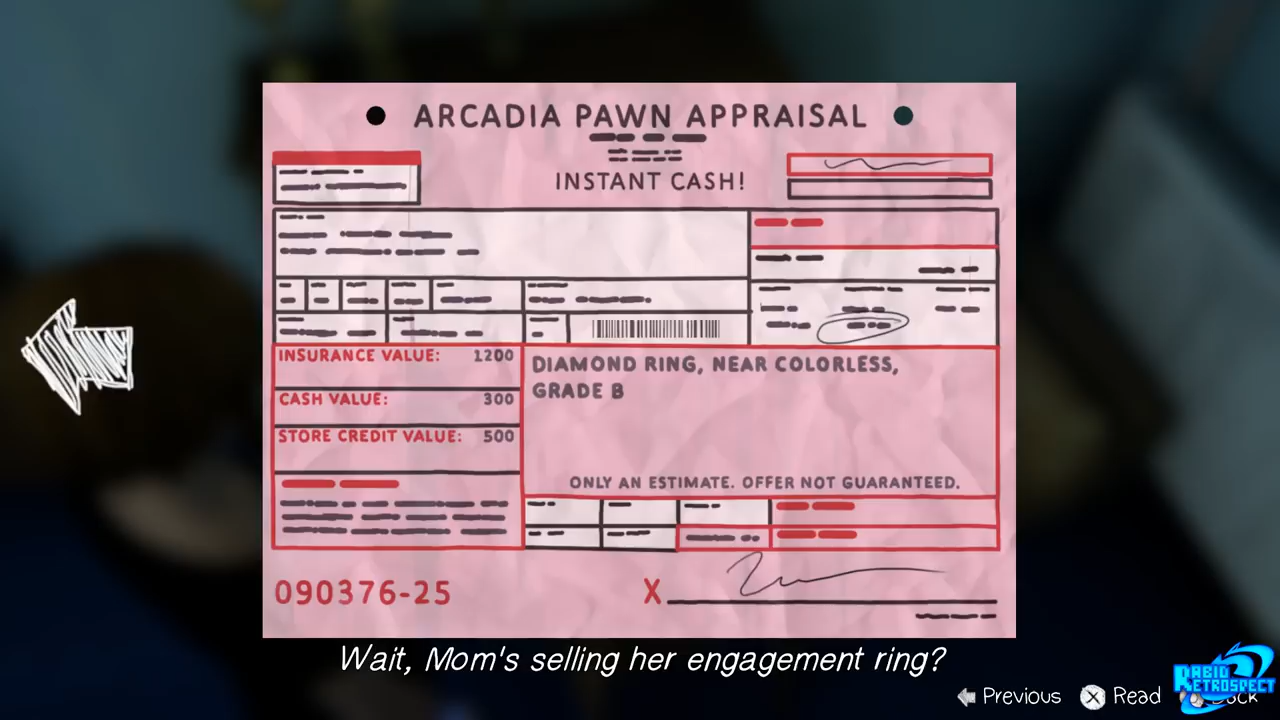 ARCADIA PAWN APPRAISAL
INSTANT CASH!
INSURANCE VALUE: 1200
CASH VALUE: 300
STORE CREDIT VALUE: 500
DIAMOND RING, NEAR COLORLESS,
GRADE B
ONLY AN ESTIMATE. OFFER NOT GUARANTEED.
090376-25
X
Wait, Mom's selling her engagement ring?
Previous
X Read
RABID
RETROSPECT